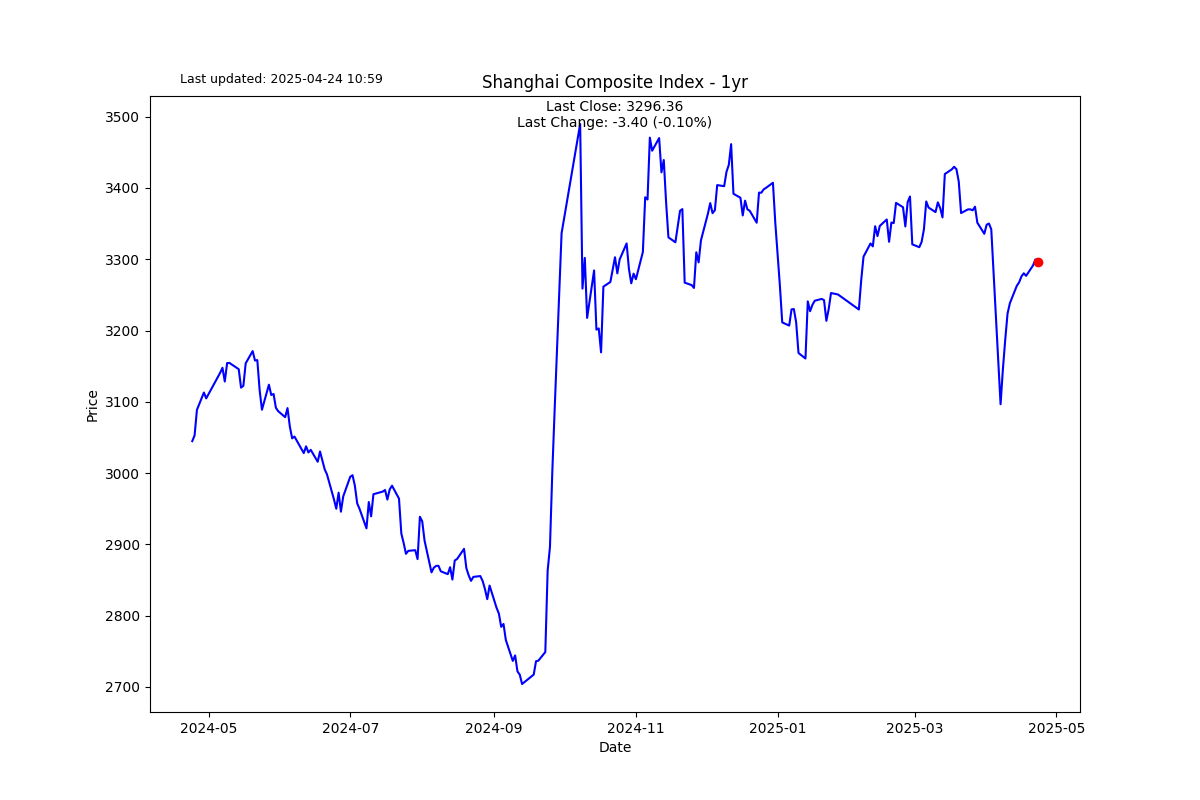 Last updated: 2025-04-24 10:59
Shanghai Composite Index - 1yr
Last Close: 3296.36
Last Change: -3.40 (-0.10%)
3500
3400
3300
3200
3100
3000
2900
2800
2700
Price
2024-05
2024-07
2024-09
2024-11
2025-01
2025-03
2025-05
Date